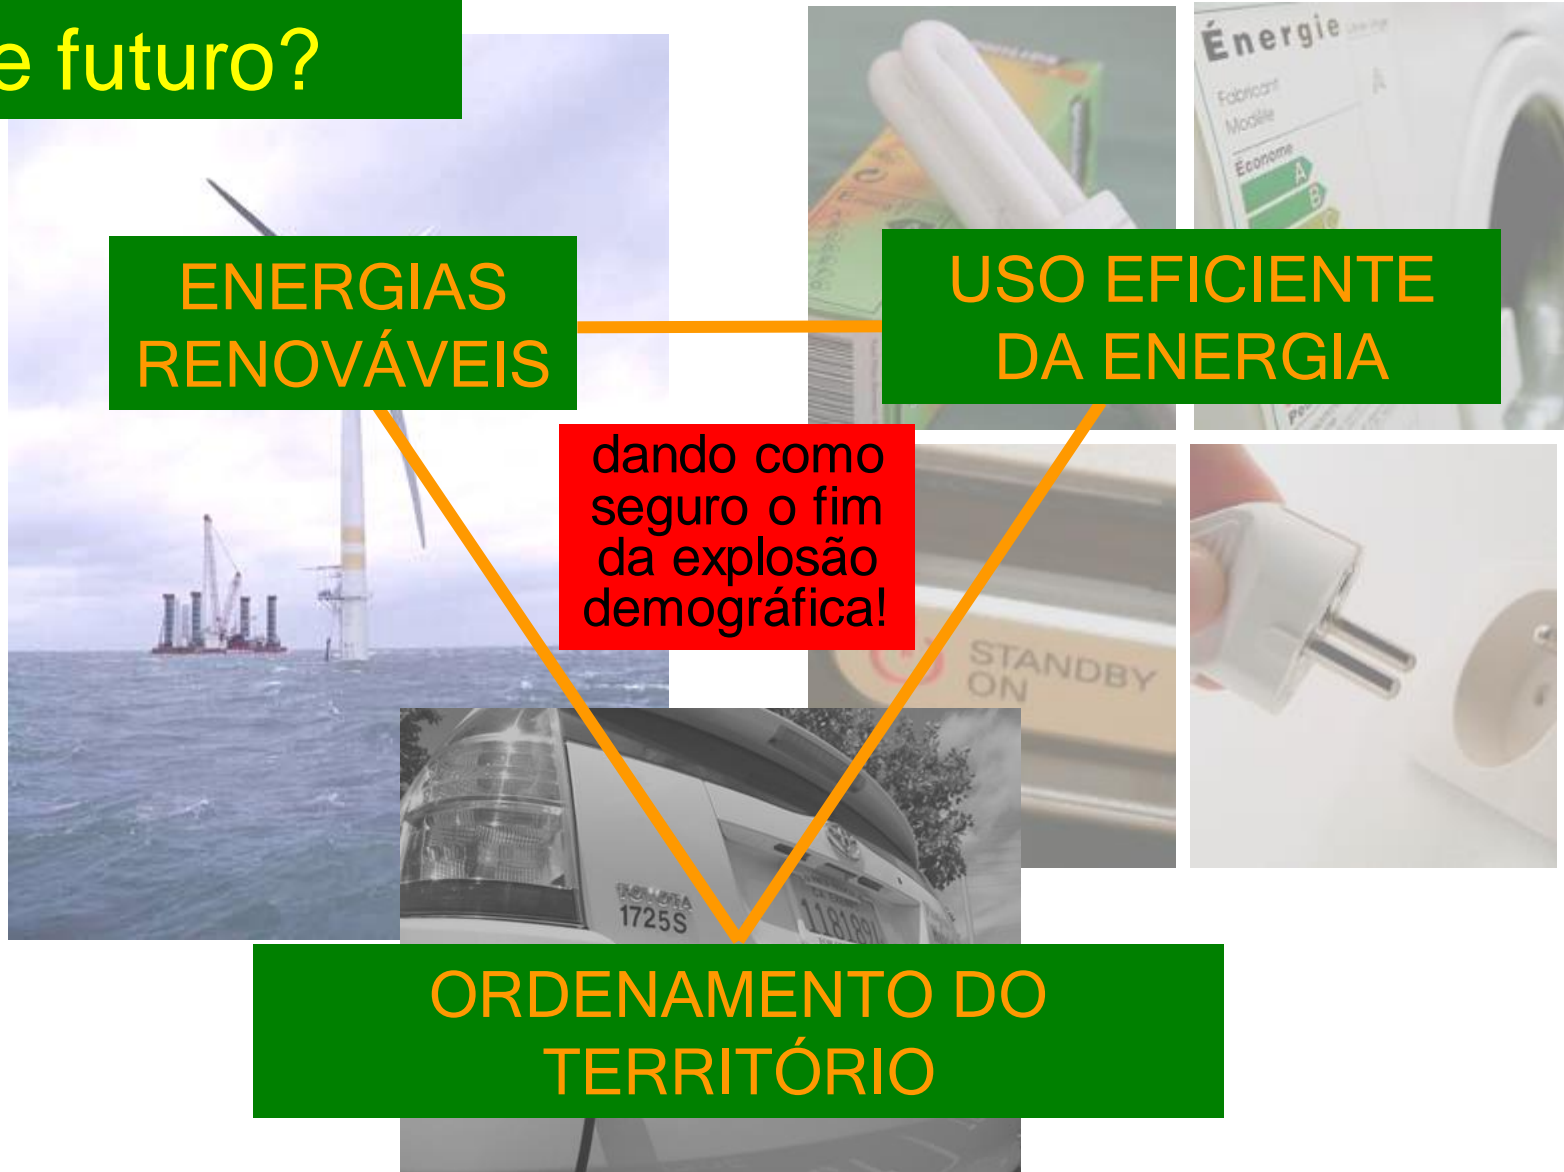 e futuro?
Énergie
Fabricant
Modèle
Économe
A
A
B
C
ENERGIAS
RENOVÁVEIS
USO EFICIENTE
DA ENERGIA
dando como
seguro o fim
da explosão
demográfica!
STANDBY
ON
TOYOTA
1725S
ORDENAMENTO DO
TERRITÓRIO